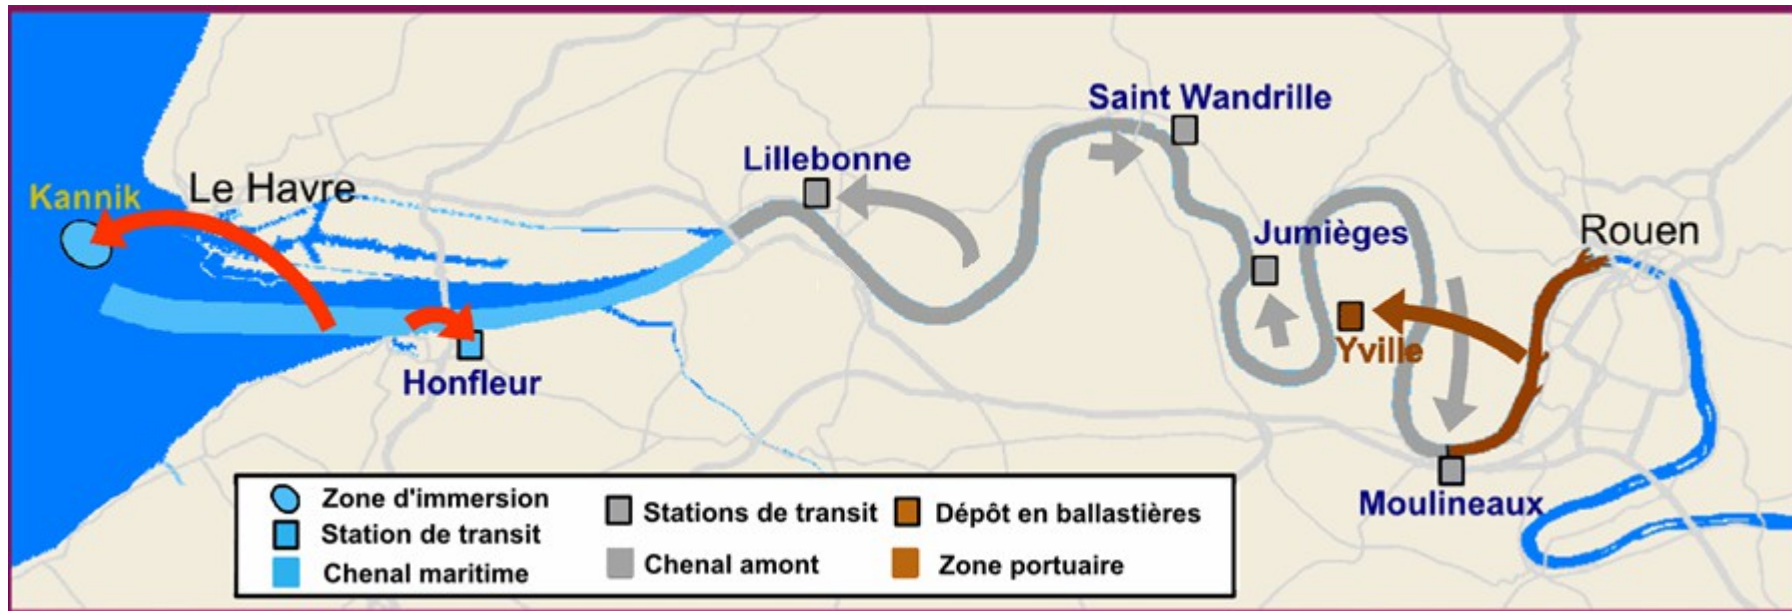 Saint Wandrille
Lillebonne
Le Havre
Kannik
Jumièges
Rouen
Yville
Honfleur
Moulineaux
Zone d'immersion
Station de transit
Chenal maritime
Stations de transit
Chenal amont
Dépôt en ballastières
Zone portuaire